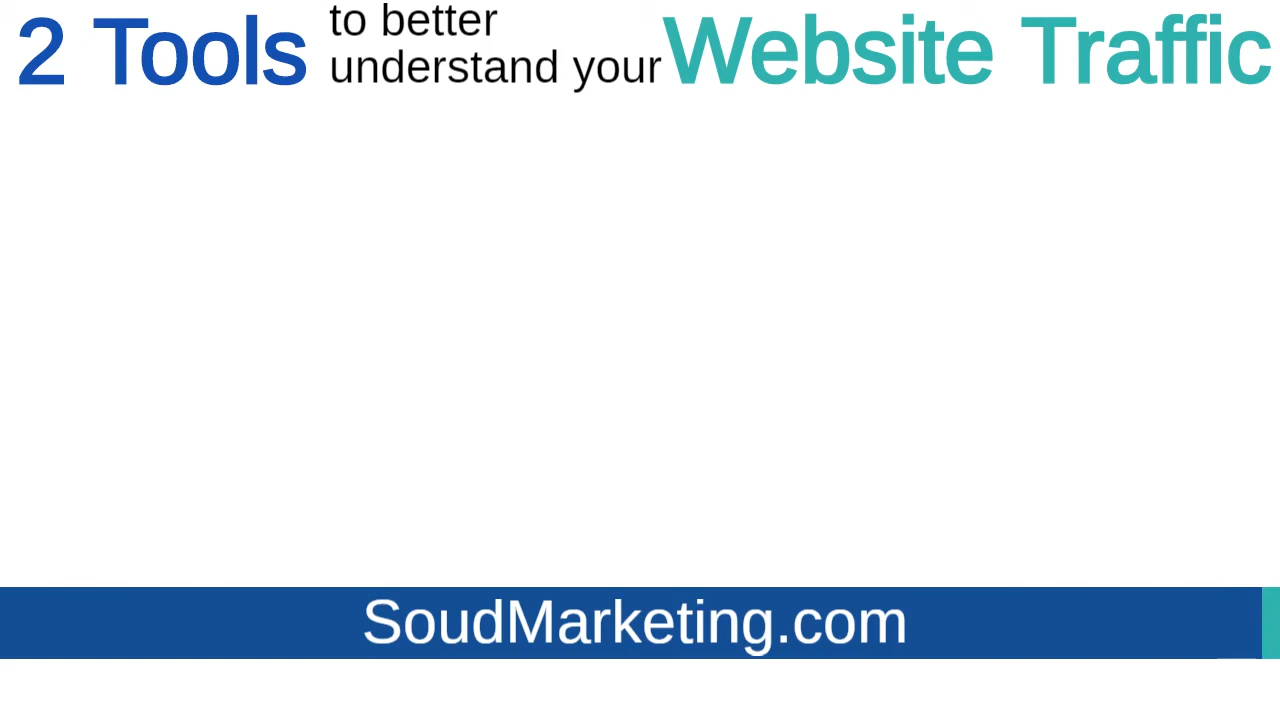 2 Tools
to better
understand your
Website Traffic
SoudMarketing.com